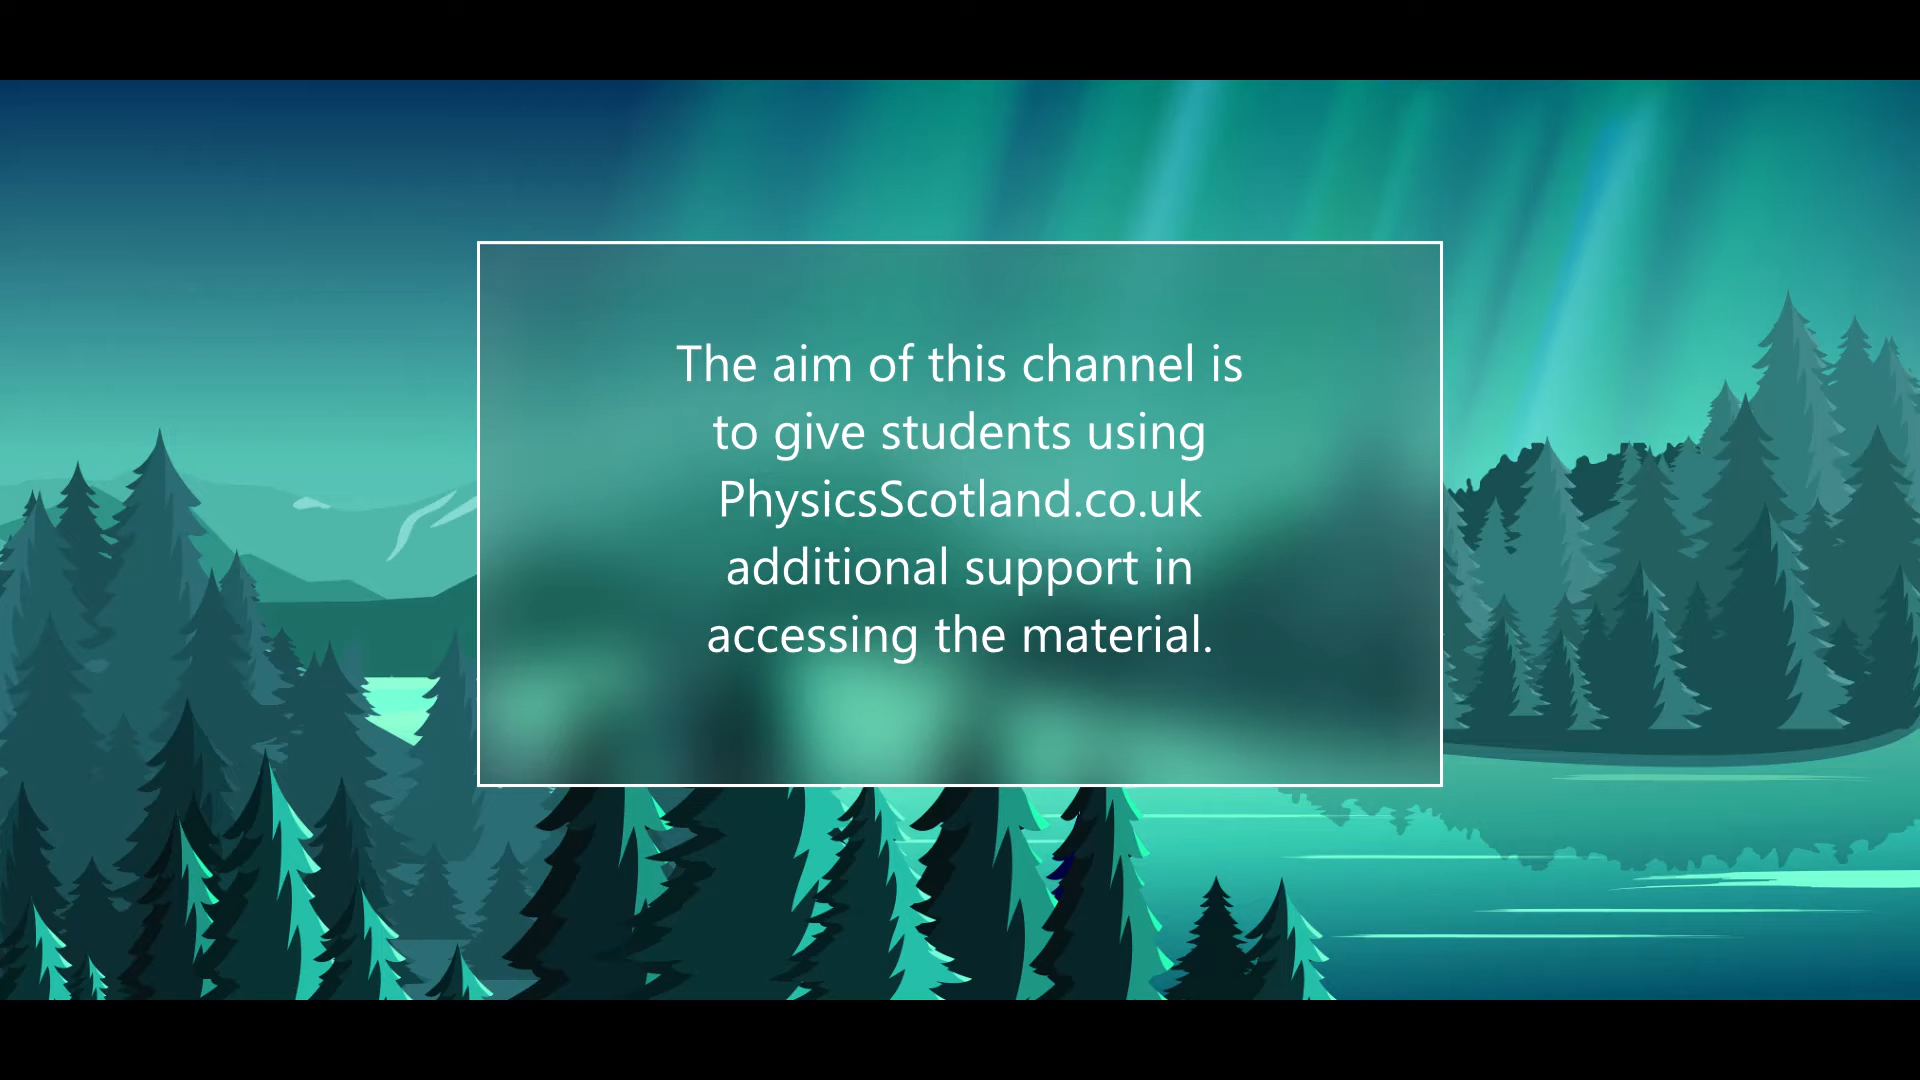 The aim of this channel is
to give students using
PhysicsScotland.co.uk
additional support in
accessing the material.